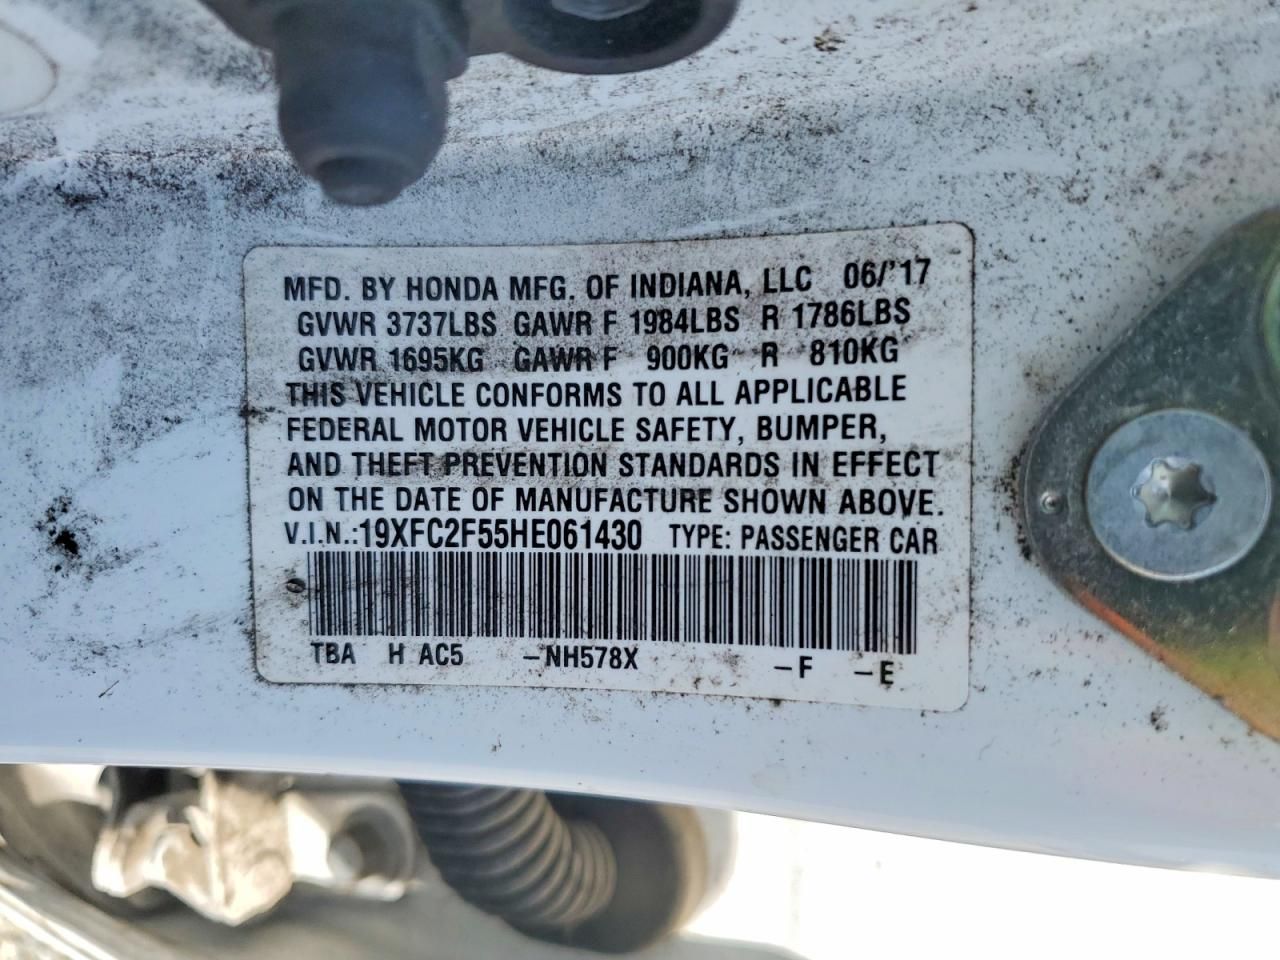 MFD. BY HONDA MFG. OF INDIANA, LLC 06/'17
GVWR 3737LBS GAWR F 1984LBS R 1786LBS
GVWR 1695KG GAWR F 900KG R 810KG
THIS VEHICLE CONFORMS TO ALL APPLICABLE
FEDERAL MOTOR VEHICLE SAFETY, BUMPER,
AND THEFT PREVENTION STANDARDS IN EFFECT
ON THE DATE OF MANUFACTURE SHOWN ABOVE.
V.I.N.:19XFC2F55HE061430 TYPE: PASSENGER CAR
TBA H AC5 -NH578X -F -E